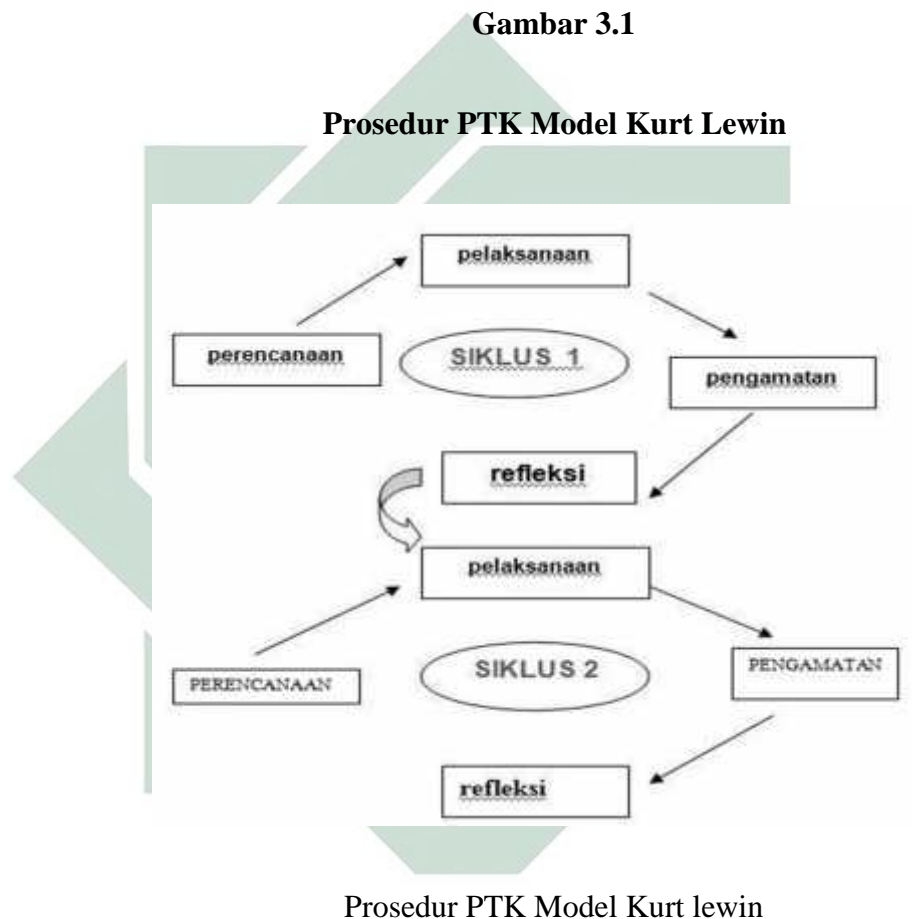 Gambar 3.1
Prosedur PTK Model Kurt Lewin
pelaksanaan
perencanaan
SIKLUS 1
pengamatan
refleksi
pelaksanaan
SIKLUS 2
PERENCANAAN
PENGAMATAN
refleksi
Prosedur PTK Model Kurt lewin